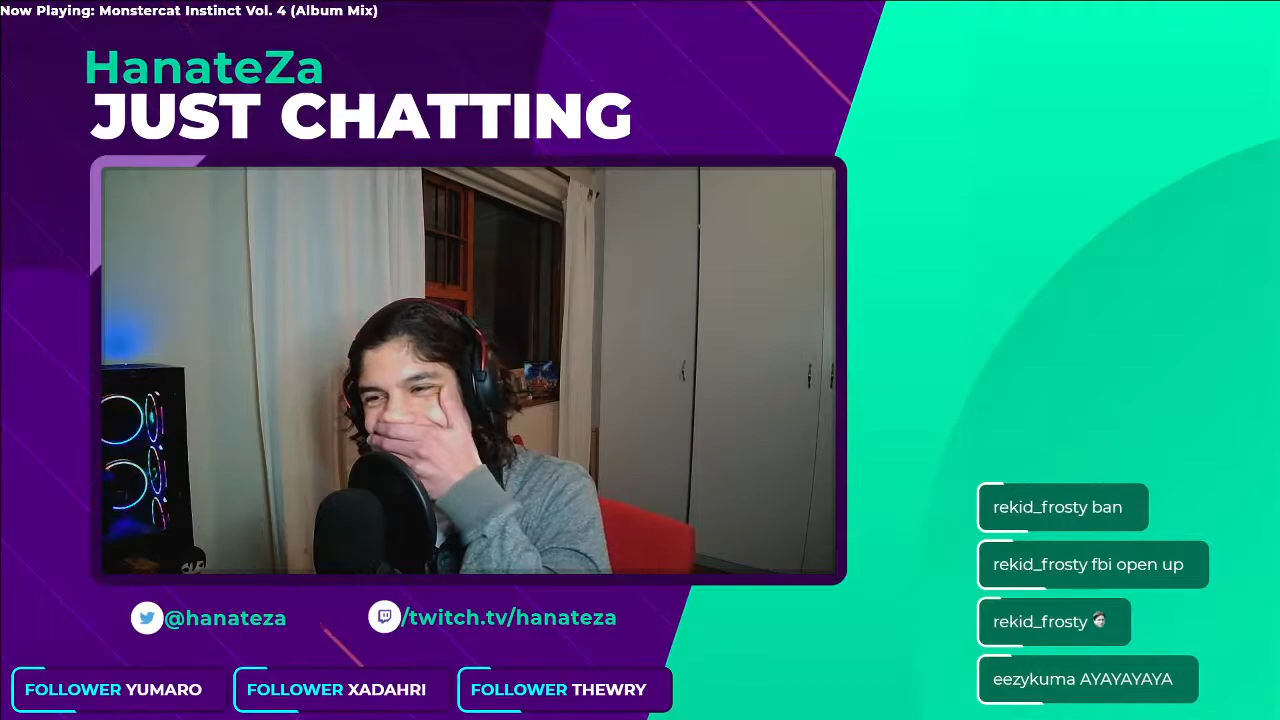 Now Playing: Monstercat Instinct Vol. 4 (Album Mix)
HanateZa
JUST CHATTING
rekid_frosty ban
rekid_frosty fbi open up
rekid_frosty
eezykuma AYAYAYAYA
@hanateza
/twitch.tv/hanateza
FOLLOWER YUMARO
FOLLOWER XADAHRI
FOLLOWER THEWRY